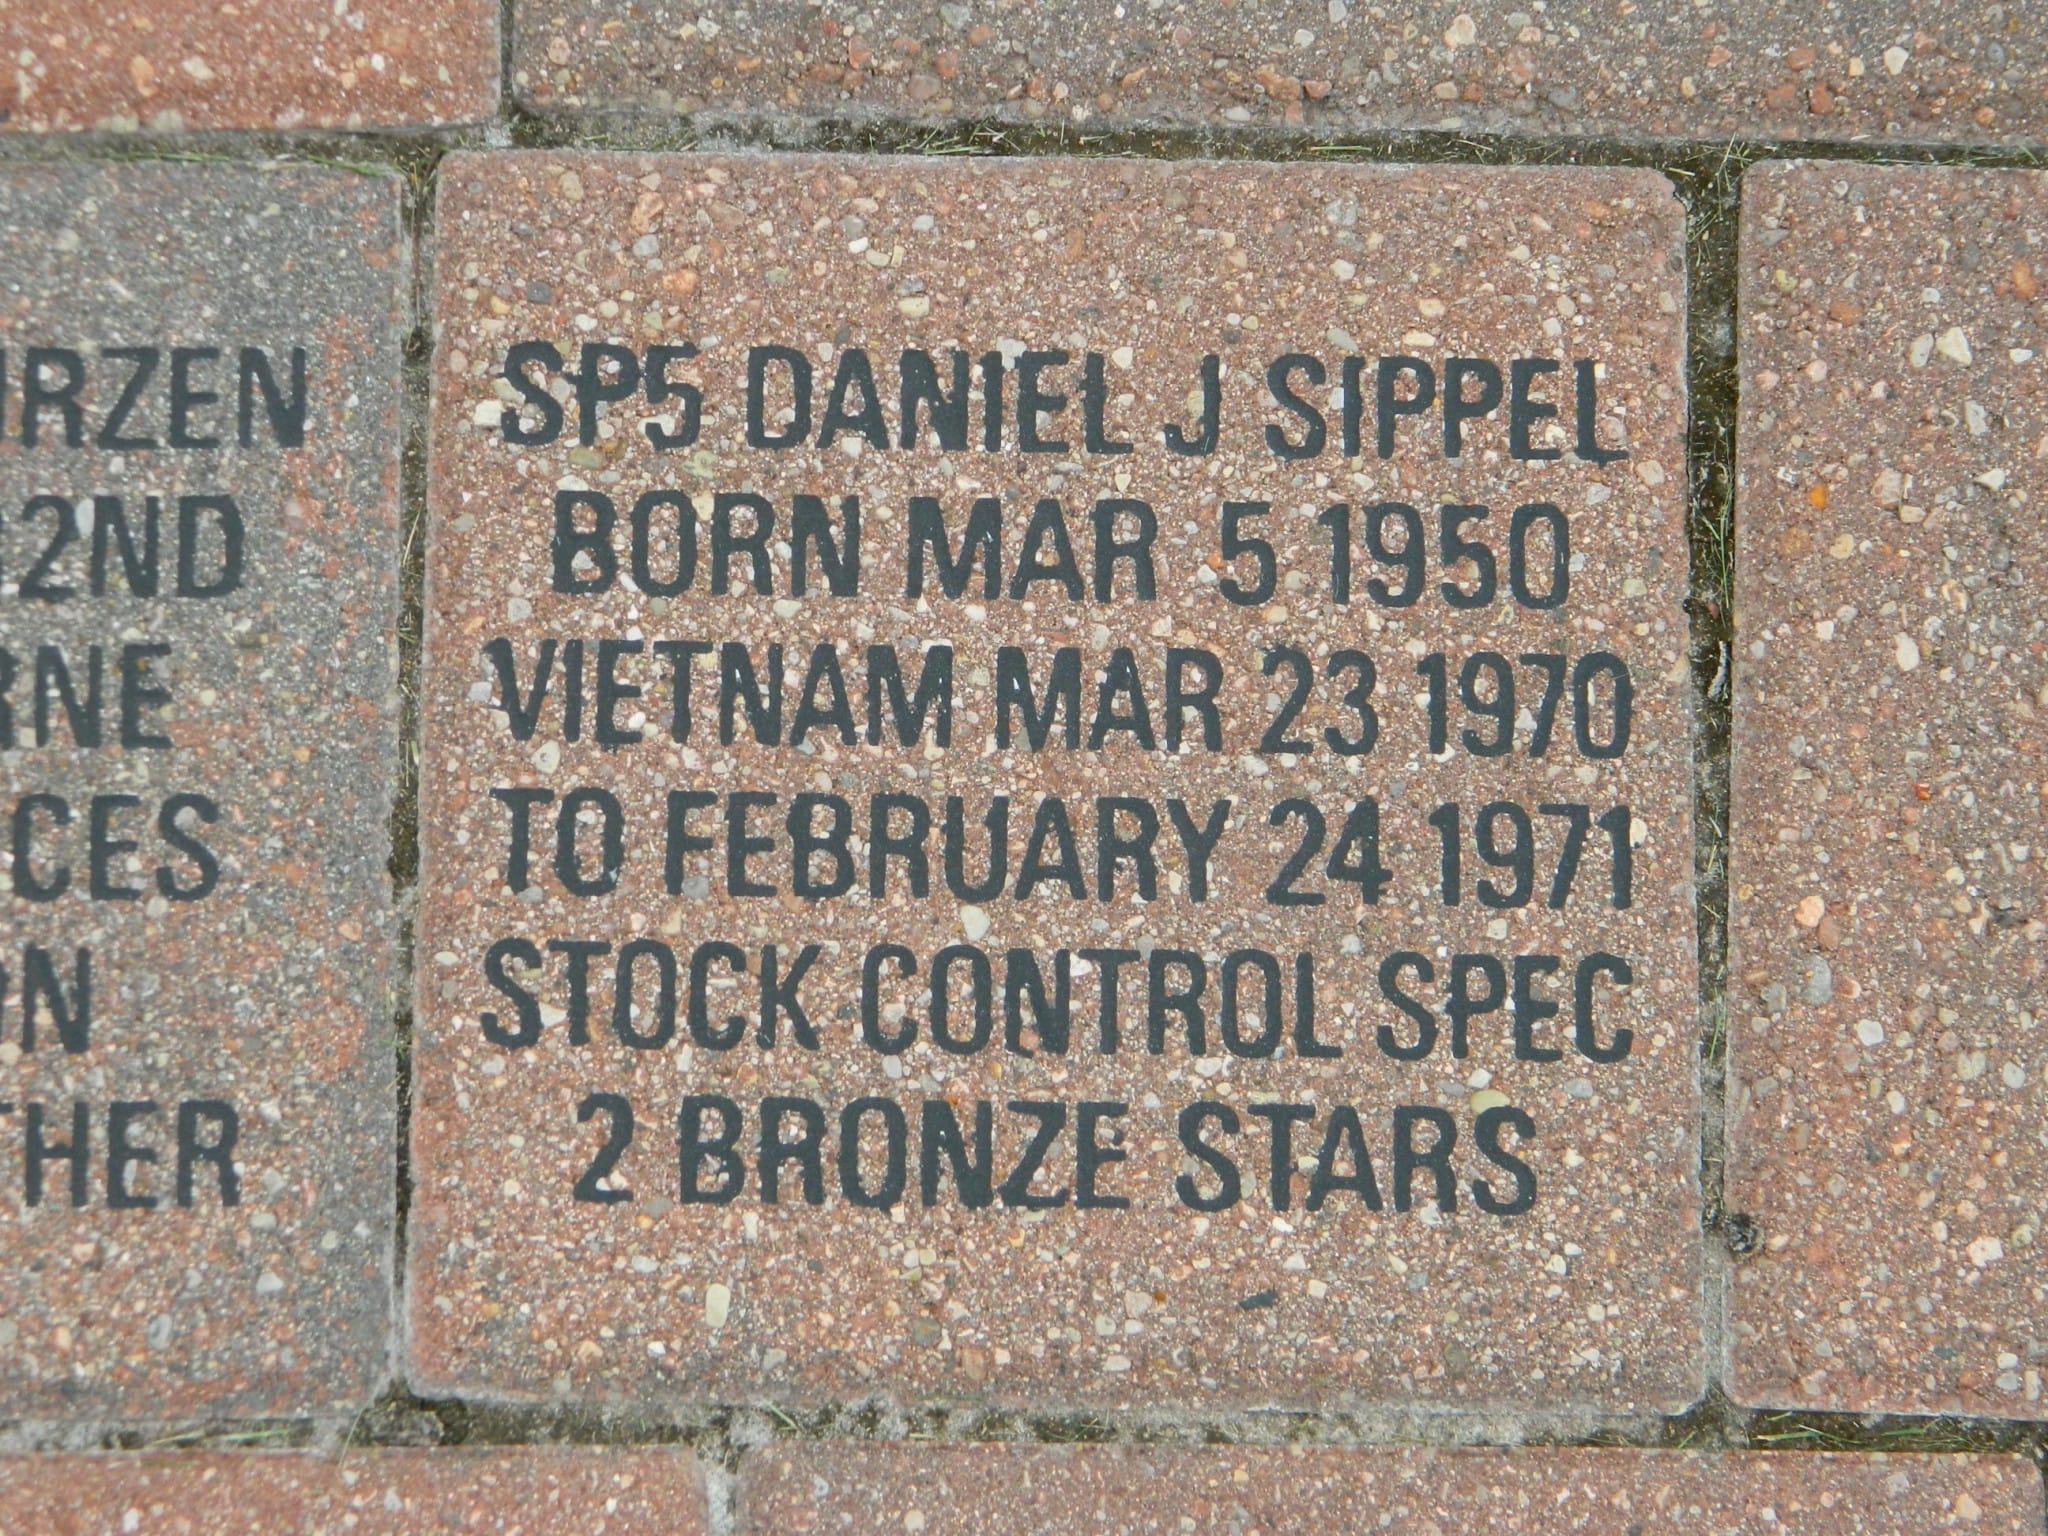 SP5 DANIEL J SIPPEL
BORN MAR 5 1950
VIETNAM MAR 23 1970
TO FEBRUARY 24 1971
STOCK CONTROL SPEC
2 BRONZE STARS